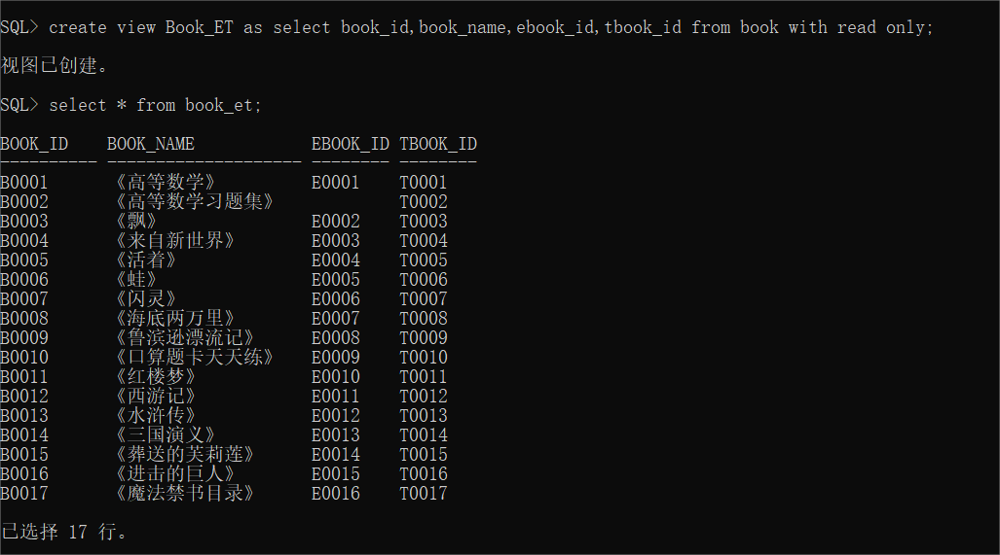 SQL> create view Book_ET as select book_id,book_name,ebook_id,tbook_id from book with read only;
视图已创建。
SQL> select * from book_et;
BOOK_ID    BOOK_NAME            EBOOK_ID TBOOK_ID
---------- -------------------- -------- --------
B0001      《高等数学》         E0001    T0001
B0002      《高等数学习题集》            T0002
B0003      《飘》               E0002    T0003
B0004      《来自新世界》       E0003    T0004
B0005      《活着》             E0004    T0005
B0006      《蛙》               E0005    T0006
B0007      《闪灵》             E0006    T0007
B0008      《海底两万里》       E0007    T0008
B0009      《鲁滨逊漂流记》     E0008    T0009
B0010      《口算题卡天天练》   E0009    T0010
B0011      《红楼梦》           E0010    T0011
B0012      《西游记》           E0011    T0012
B0013      《水浒传》           E0012    T0013
B0014      《三国演义》         E0013    T0014
B0015      《葬送的芙莉莲》     E0014    T0015
B0016      《进击的巨人》       E0015    T0016
B0017      《魔法禁书目录》     E0016    T0017
已选择 17 行。